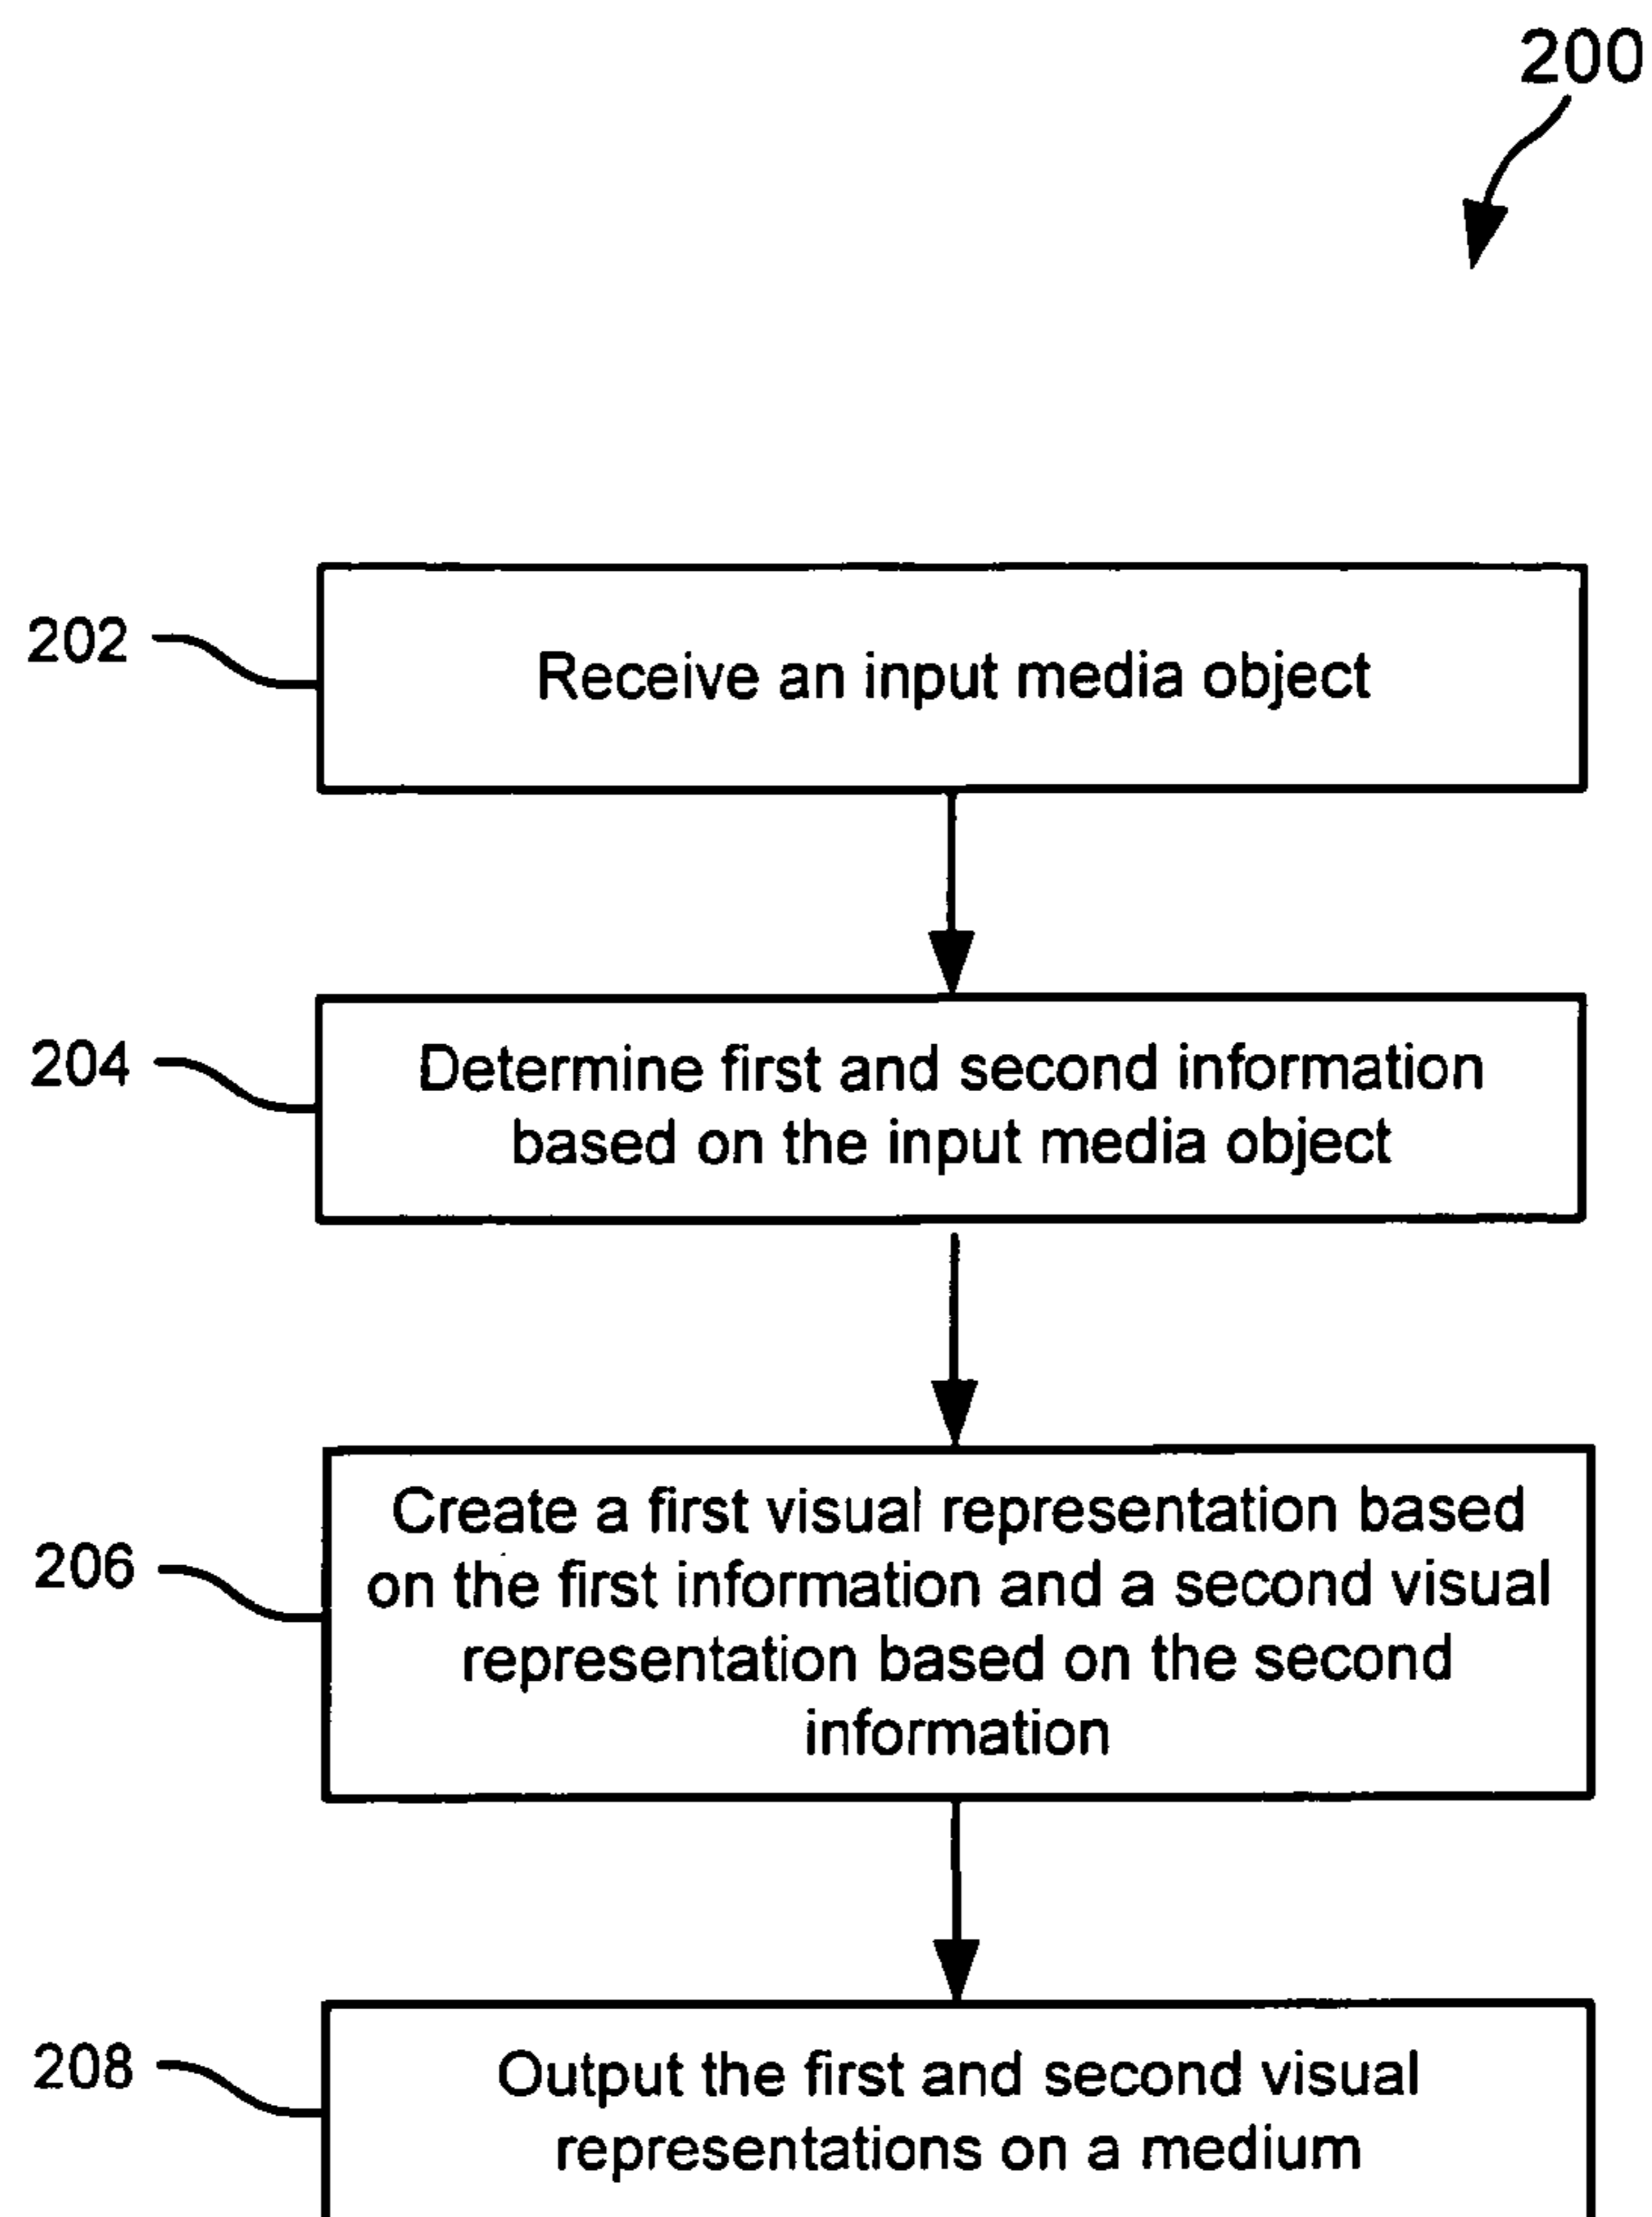 200
202
Receive an input media object
204
Determine first and second information
based on the input media object
206
Create a first visual representation based
on the first information and a second visual
representation based on the second
information
208
Output the first and second visual
representations on a medium